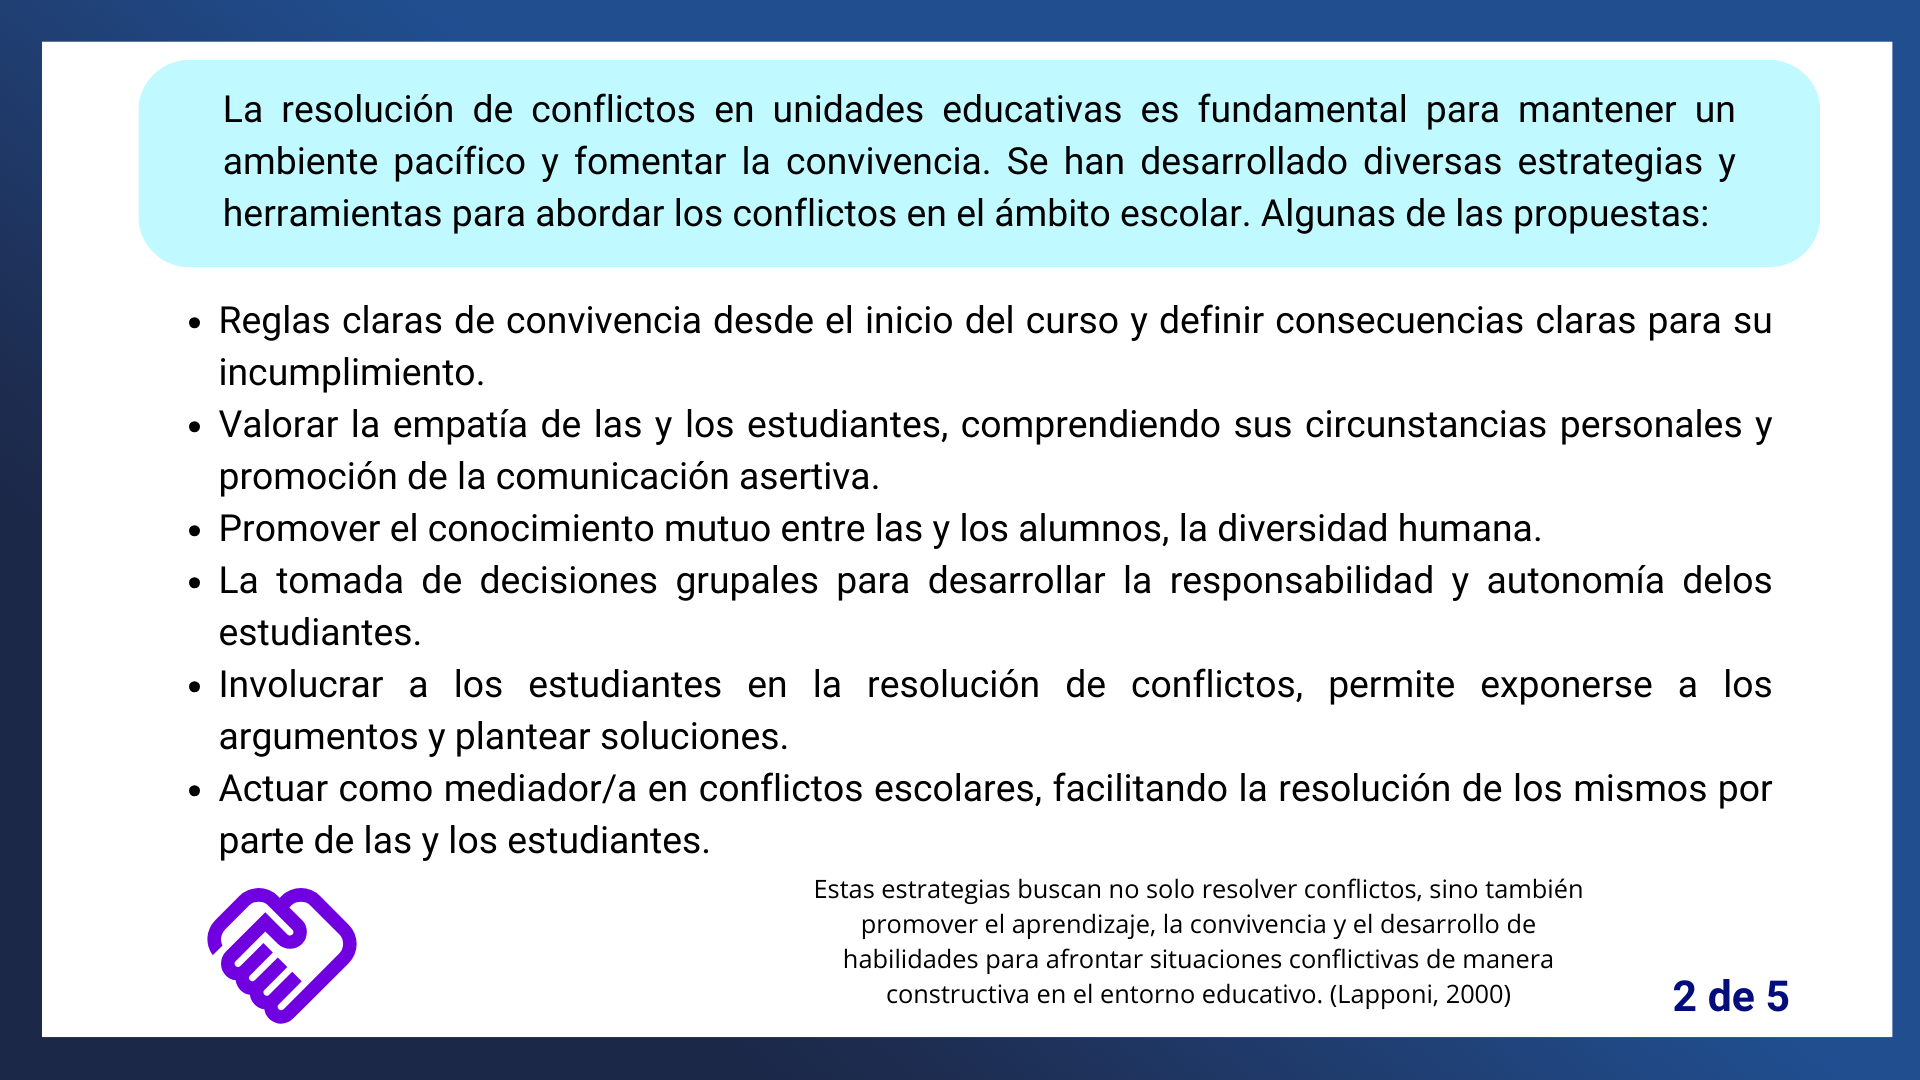 La resolución de conflictos en unidades educativas es fundamental para mantener un
ambiente pacífico y fomentar la convivencia. Se han desarrollado diversas estrategias y
herramientas para abordar los conflictos en el ámbito escolar. Algunas de las propuestas:
• Reglas claras de convivencia desde el inicio del curso y definir consecuencias claras para su
incumplimiento.
• Valorar la empatía de las y los estudiantes, comprendiendo sus circunstancias personales y
promoción de la comunicación asertiva.
• Promover el conocimiento mutuo entre las y los alumnos, la diversidad humana.
• La tomada de decisiones grupales para desarrollar la responsabilidad y autonomía delos
estudiantes.
• Involucrar a los estudiantes en la resolución de conflictos, permite exponerse a los
argumentos y plantear soluciones.
• Actuar como mediador/a en conflictos escolares, facilitando la resolución de los mismos por
parte de las y los estudiantes.
Estas estrategias buscan no solo resolver conflictos, sino también
promover el aprendizaje, la convivencia y el desarrollo de
habilidades para afrontar situaciones conflictivas de manera
constructiva en el entorno educativo. (Lapponi, 2000)
2 de 5